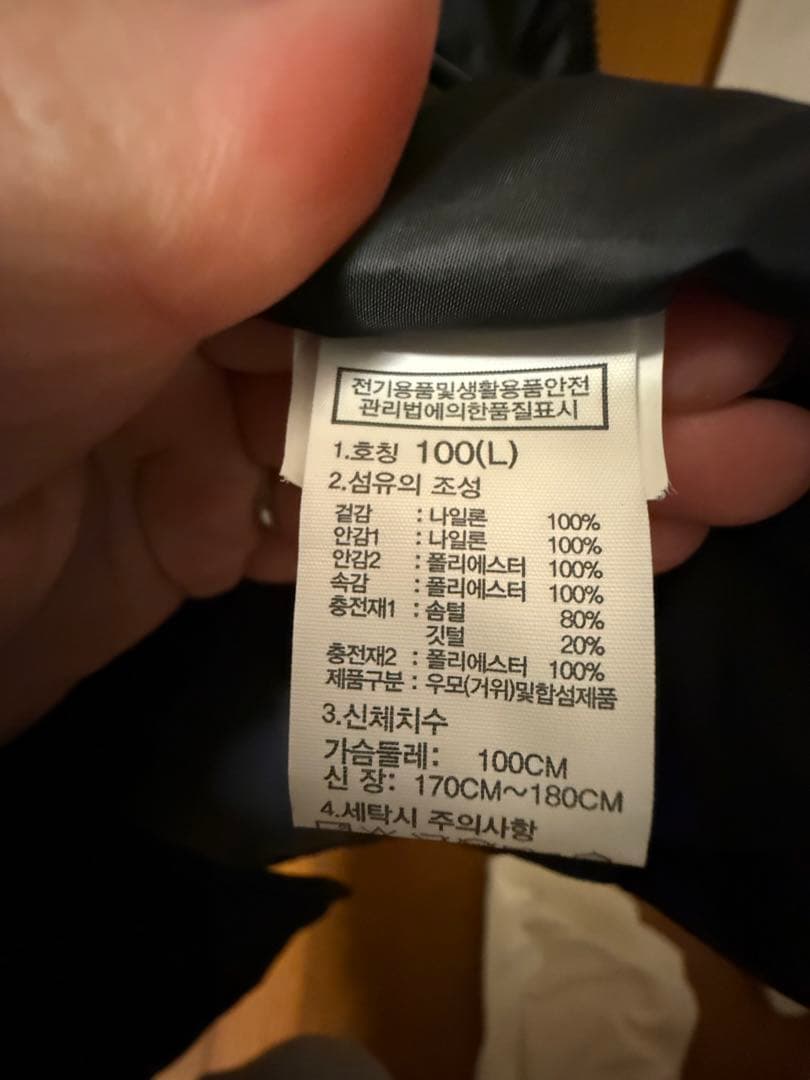 전기용품및생활용품안전
관리법에의한품질표시
1.호칭 100(L)
2.섬유의 조성
겉감 : 나일론 100%
안감1 : 나일론 100%
안감2 : 폴리에스터 100%
속감 : 폴리에스터 100%
충전재1 : 솜털 80%
깃털 20%
충전재2 : 폴리에스터 100%
제품구분 : 우모(거위)및합섬제품
3.신체치수
가슴둘레: 100CM
신 장: 170CM~180CM
4.세탁시 주의사항